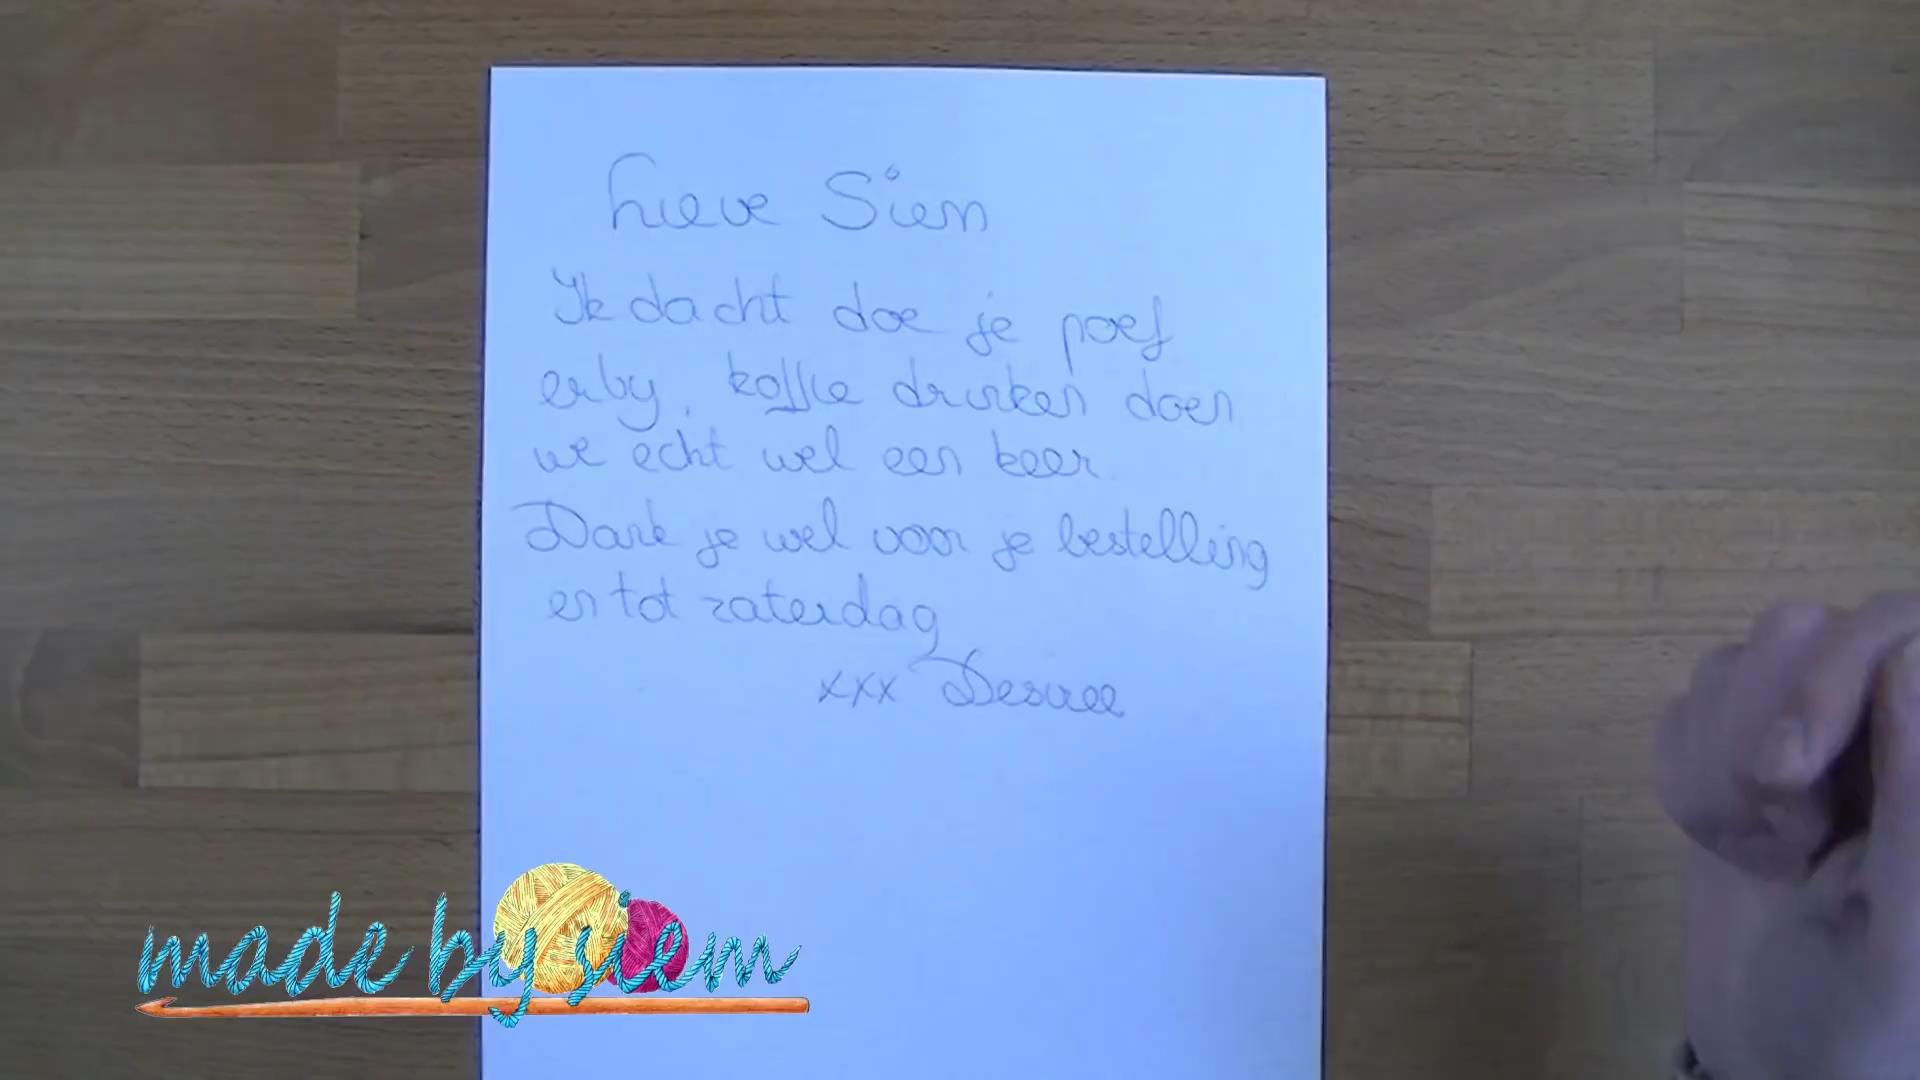 Lieve Siem
Ik dacht doe je poef
erby, koffie drinken doen
we echt wel een keer
Dank je wel voor je bestelling
en tot zaterdag
xxx Desiree
made by siem